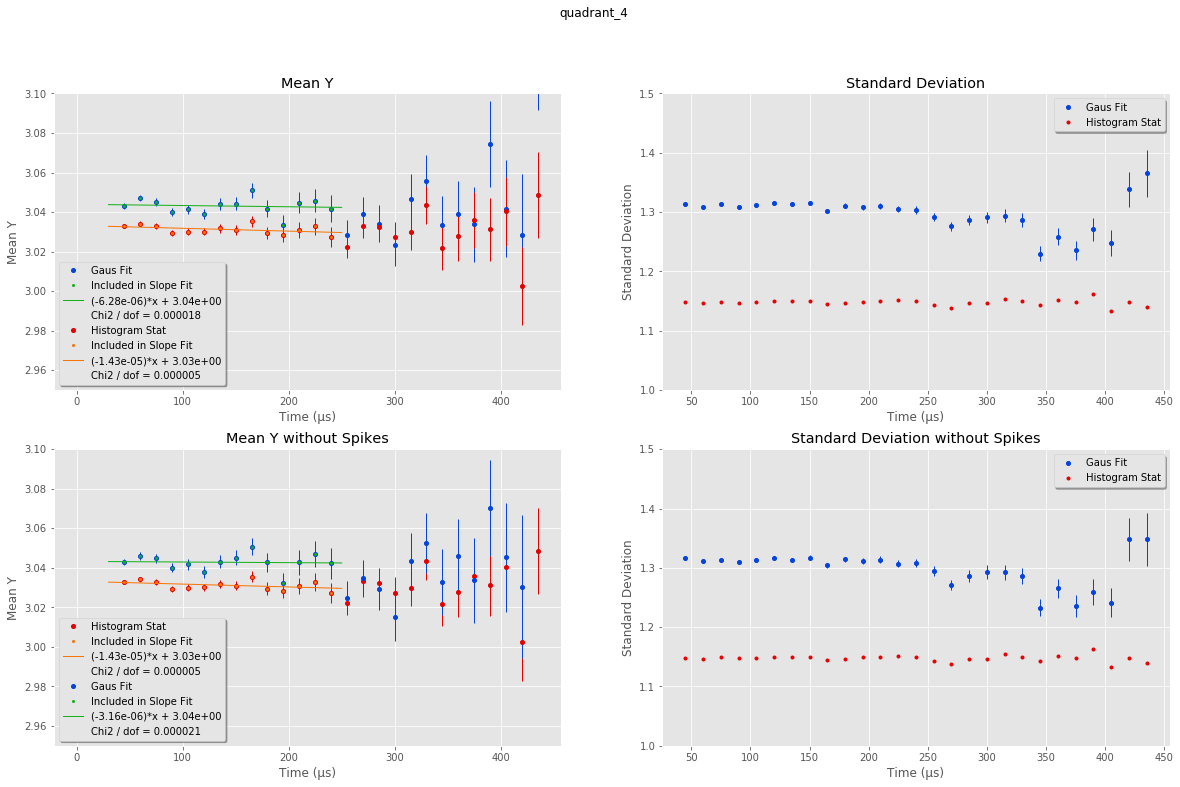 quadrant_4
Mean Y
3.10
3.08
3.06
3.04
3.02
3.00
2.98
2.96
Mean Y
Gaus Fit
Included in Slope Fit
(-6.28e-06)*x + 3.04e+00
Chi2 / dof = 0.000018
Histogram Stat
Included in Slope Fit
(-1.43e-05)*x + 3.03e+00
Chi2 / dof = 0.000005
0 100 200 300 400
Time (μs)
Standard Deviation
1.5
1.4
1.3
1.2
1.1
1.0
Standard Deviation
Gaus Fit
Histogram Stat
50 100 150 200 250 300 350 400 450
Time (μs)
Mean Y without Spikes
3.10
3.08
3.06
3.04
3.02
3.00
2.98
2.96
Mean Y
Histogram Stat
Included in Slope Fit
(-1.43e-05)*x + 3.03e+00
Chi2 / dof = 0.000005
Gaus Fit
Included in Slope Fit
(-3.16e-06)*x + 3.04e+00
Chi2 / dof = 0.000021
0 100 200 300 400
Time (μs)
Standard Deviation without Spikes
1.5
1.4
1.3
1.2
1.1
1.0
Standard Deviation
Gaus Fit
Histogram Stat
50 100 150 200 250 300 350 400 450
Time (μs)